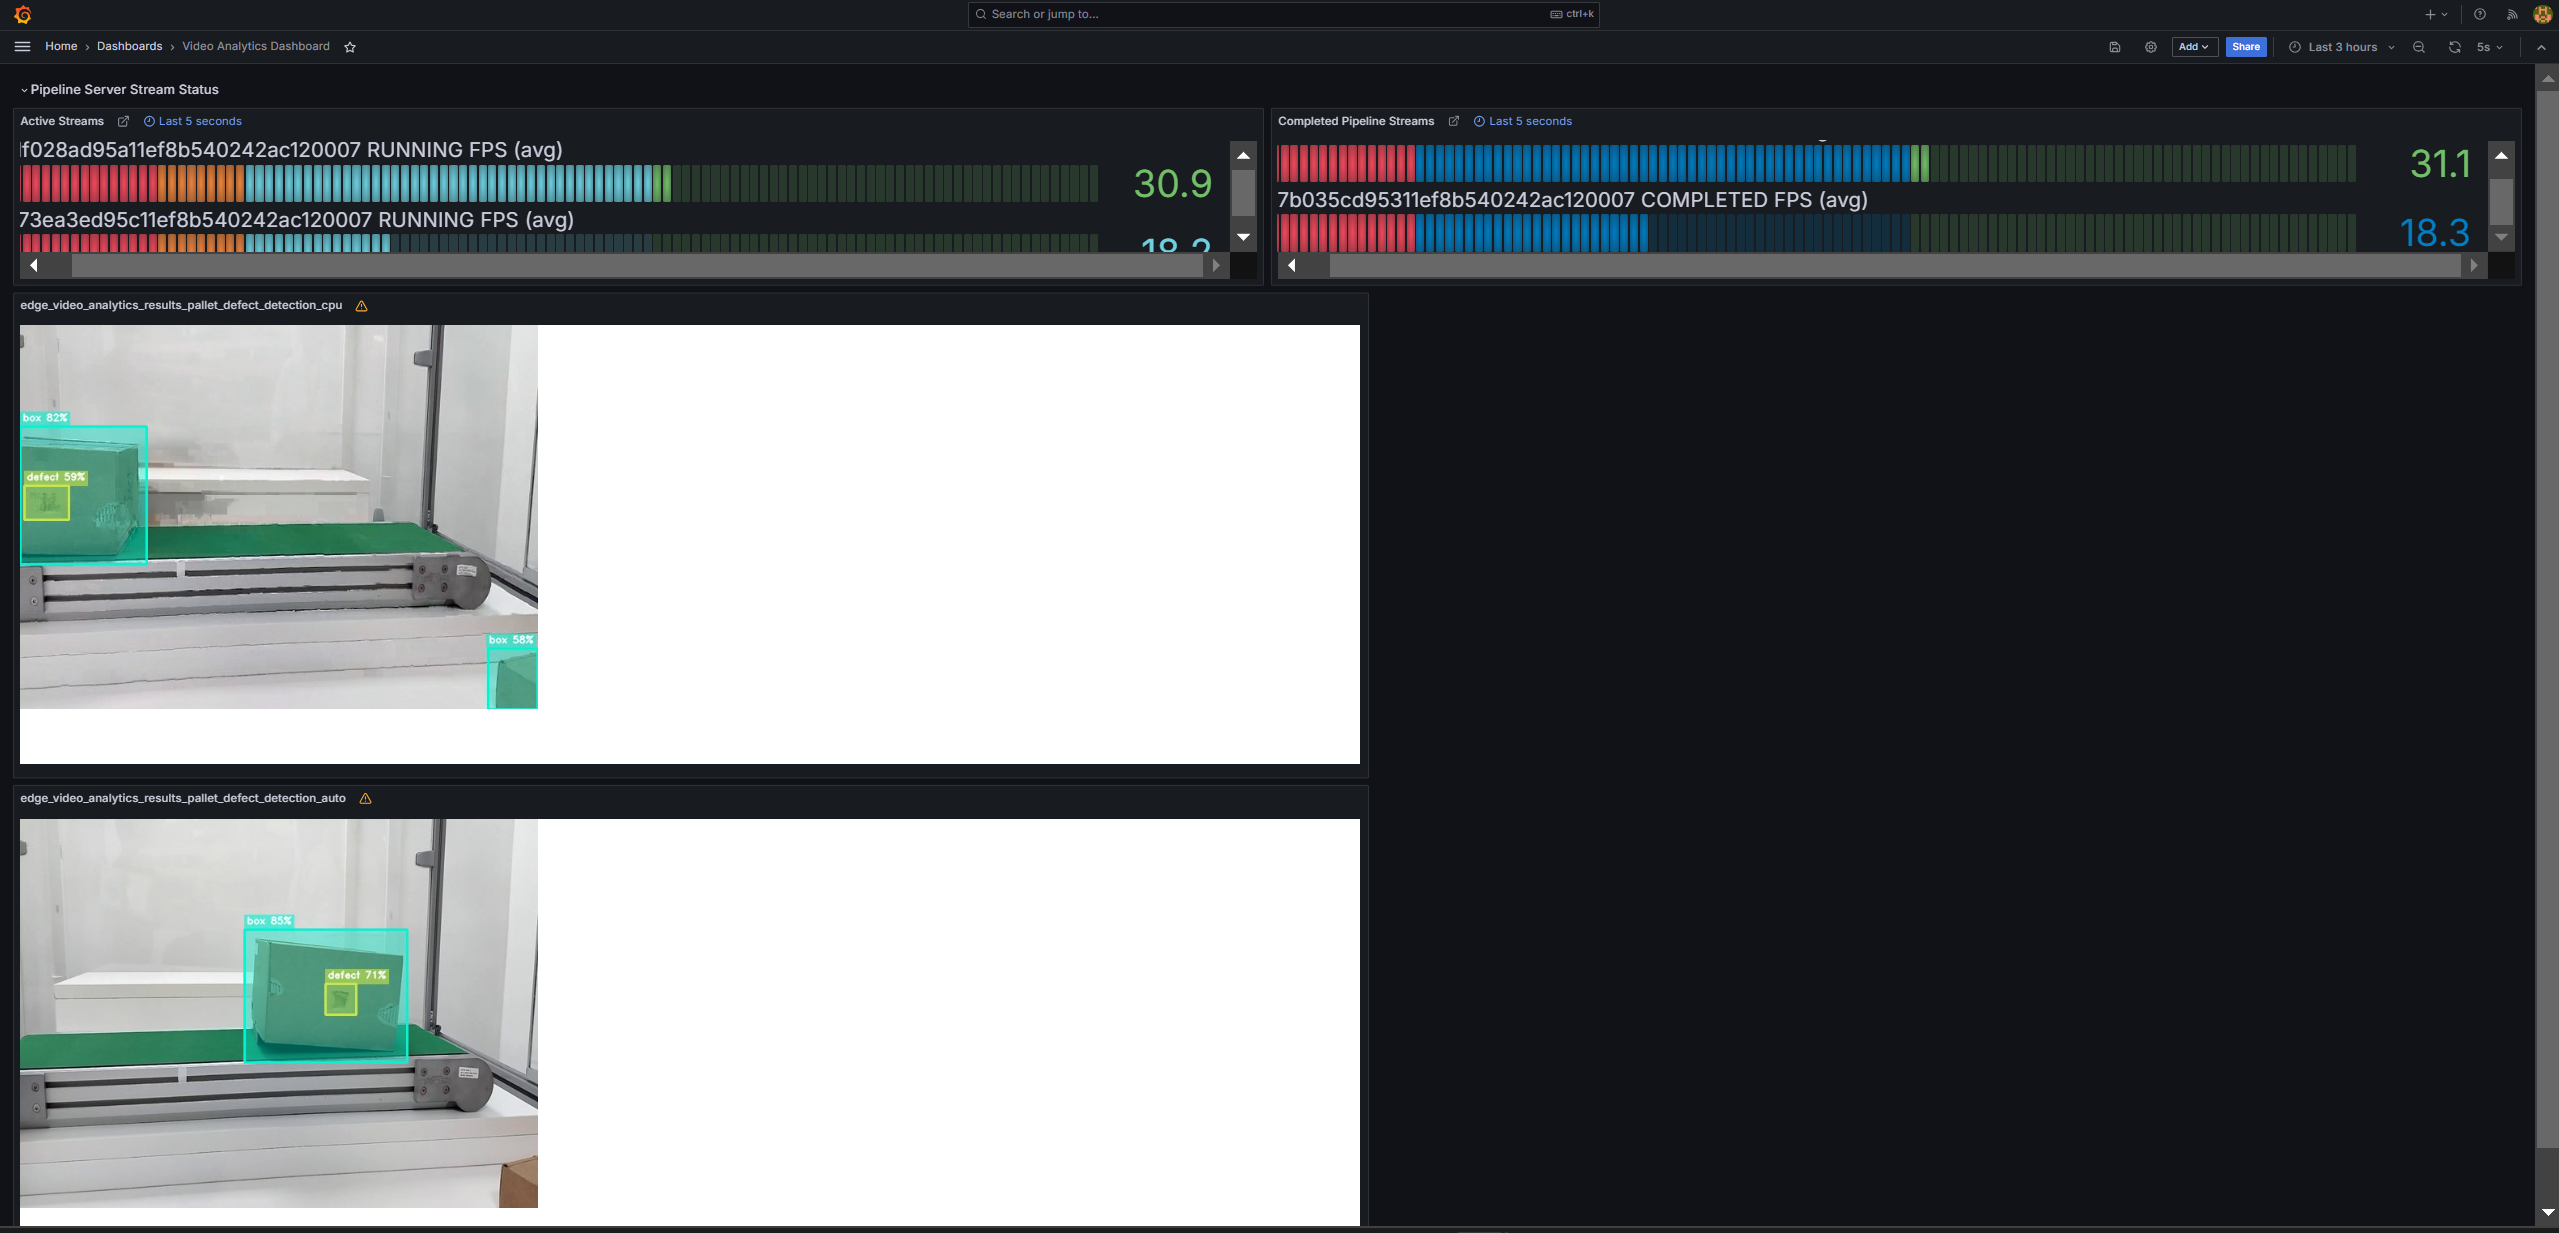 Search or jump to...
ctrl+k
Home › Dashboards › Video Analytics Dashboard
Add
Share
Last 3 hours
5s
Pipeline Server Stream Status
Active Streams
Last 5 seconds
f028ad95a11ef8b540242ac120007 RUNNING FPS (avg)
30.9
73ea3ed95c11ef8b540242ac120007 RUNNING FPS (avg)
Completed Pipeline Streams
Last 5 seconds
31.1
7b035cd95311ef8b540242ac120007 COMPLETED FPS (avg)
18.3
edge_video_analytics_results_pallet_defect_detection_cpu
box 82%
defect 59%
box 58%
edge_video_analytics_results_pallet_defect_detection_auto
box 85%
defect 71%